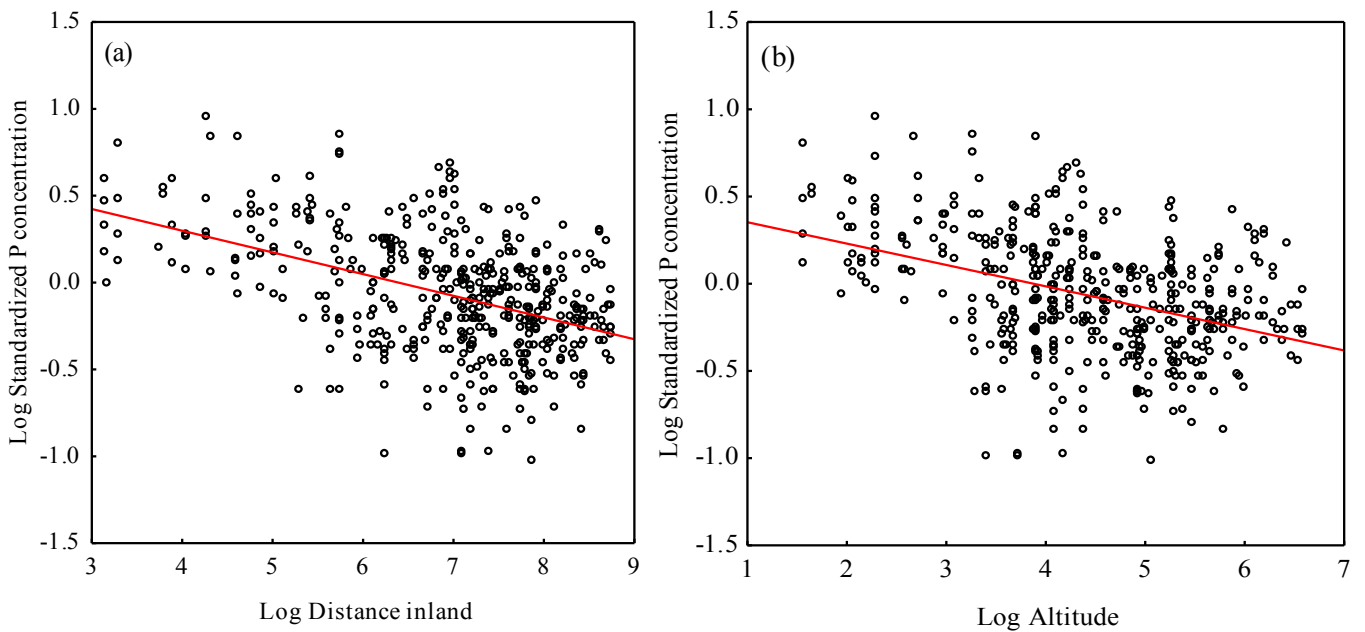 (a)
Log Standardized P concentration
1.5
1.0
0.5
0.0
-0.5
-1.0
-1.5
3 4 5 6 7 8 9
Log Distance inland
(b)
Log Standardized P concentration
1.5
1.0
0.5
0.0
-0.5
-1.0
-1.5
1 2 3 4 5 6 7
Log Altitude